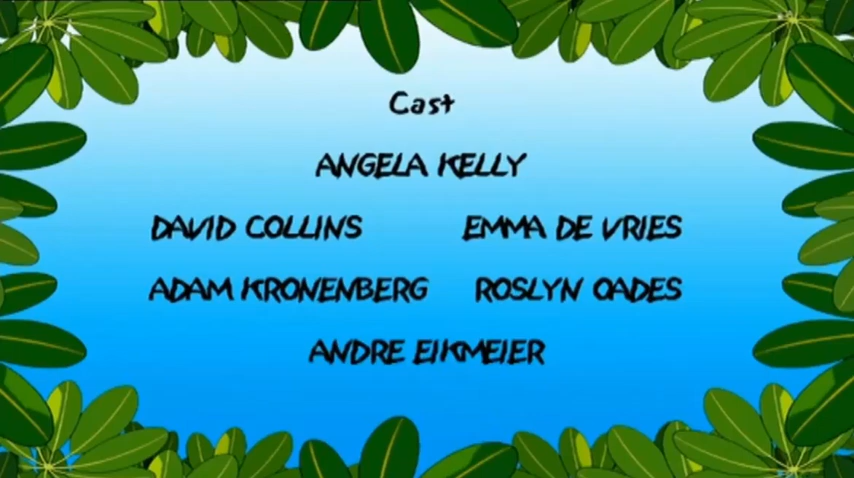 Cast
ANGELA KELLY
DAVID COLLINS EMMA DE VRIES
ADAM KRONENBERG ROSLYN OADES
ANDRE EIKMEIER